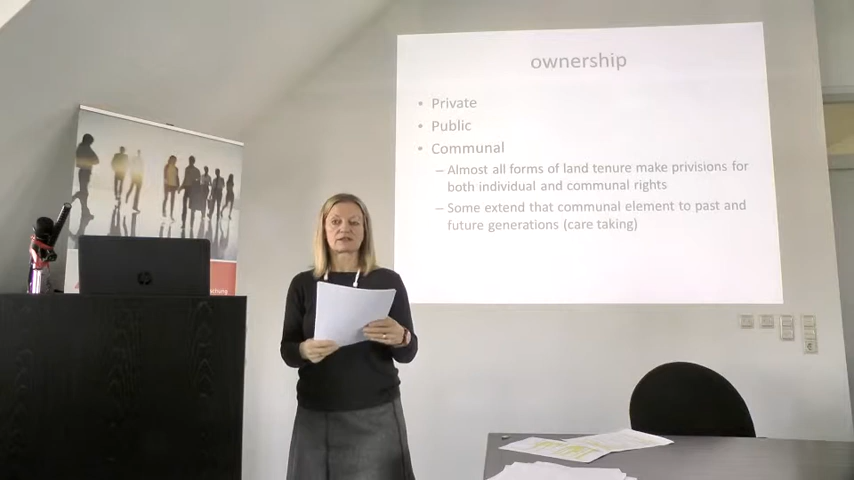 ownership
• Private
• Public
• Communal
– Almost all forms of land tenure make privisions for
both individual and communal rights
– Some extend that communal element to past and
future generations (care taking)
hp